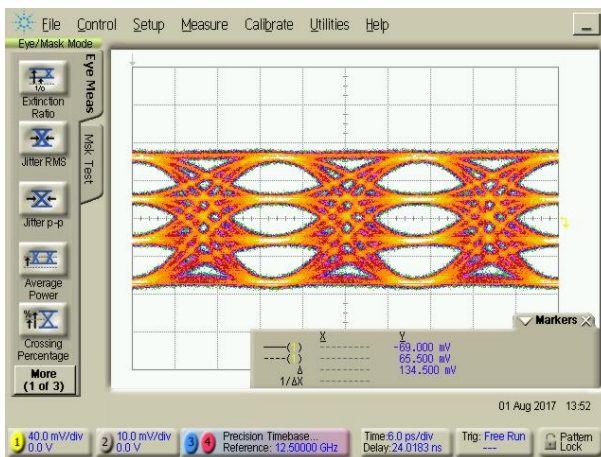 File Control Setup Measure Calibrate Utilities Help
Eye/Mask Mode
Eye Meas
Msk Test
Extinction
Ratio
Jitter RMS
Jitter p-p
Average
Power
Crossing
Percentage
More
(1 of 3)
Markers
X Y
---( ) ---------- -69.000 mV
----( ) ---------- 65.500 mV
Δ ---------- 134.500 mV
1/ΔX ----------
01 Aug 2017 13:52
1 40.0 mV/div
0.0 V
2 10.0 mV/div
0.0 V
3 4 Precision Timebase...
Reference: 12.50000 GHz
Time:6.0 ps/div
Delay:24.0183 ns
Trig: Free Run
---
Pattern
Lock